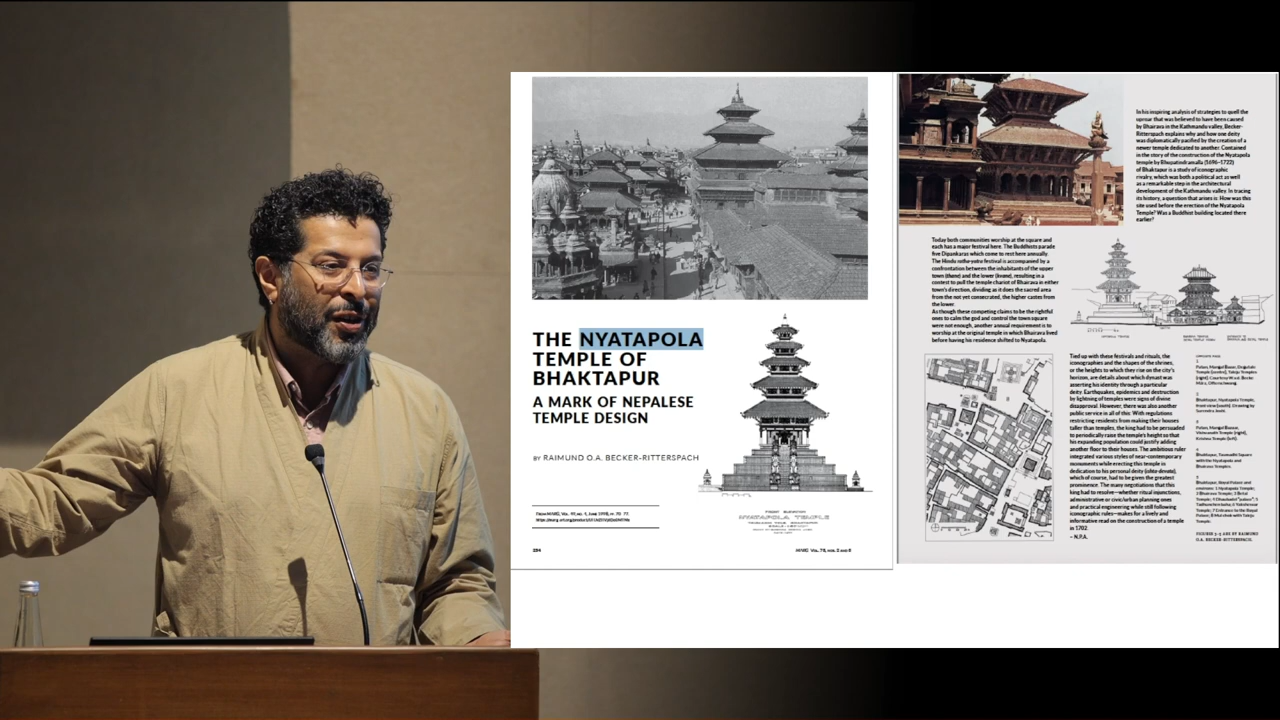 THE NYATAPOLA
TEMPLE OF
BHAKTAPUR
A MARK OF NEPALESE
TEMPLE DESIGN
BY RAIMUND O.A. BECKER-RITTERSPACH
204
MARG VOL. 70, NOS. 2 AND 3
In his inspiring analysis of strategies to quell the
uproar that was believed to have been caused
by Bhairava in the Kathmandu valley, Becker-
Ritterspach explains why and how one deity
was diplomatically pacified by the creation of a
newer temple dedicated to another. Contained
in the story of the construction of the Nyatapola
temple by Bhupatindramalla (1696–1722)
of Bhaktapur is a study of iconographic
rivalry, which was both a political act as well
as a remarkable step in the architectural
development of the Kathmandu valley. In tracing
its history, a question that arises is: How was this
site used before the erection of the Nyatapola
Temple? Was a Buddhist building located there
earlier?
Today both communities worship at the square and
each has a major festival here. The Buddhists parade
five Dipankaras which come to rest here annually.
The Hindu ratha-yatra festival is accompanied by a
confrontation between the inhabitants of the upper
town (thane) and the lower (kwane), resulting in a
contest to pull the temple chariot of Bhairava in either
town's direction, dividing as it does the sacred area
from the not yet consecrated, the higher castes from
the lower.
As though these competing claims to be the rightful
ones to calm the god and control the town square
were not enough, another annual requirement is to
worship at the original temple in which Bhairava lived
before having his residence shifted to Nyatapola.
Tied up with these festivals and rituals, the
iconographies and the shapes of the shrines,
or the heights to which they rise on the city's
horizon, are details about which dynasty was
asserting its identity through a particular
deity. Earthquakes, epidemics and destruction
by lightning of temples were signs of divine
disapproval. However, there was also another
public service in all of this: With regulations
restricting residents from making their houses
taller than temples, the king had to be persuaded
to periodically raise the temple's height so that
his expanding population could justify adding
another floor to their houses. The ambitious ruler
integrated various styles of near-contemporary
monuments while erecting this temple in
dedication to his personal deity (ishta-devata),
which of course, had to be given the greatest
prominence. The many negotiations that this
king had to resolve—whether ritual injunctions,
administrative or civic/urban planning ones
and practical engineering while still following
iconographic rules—makes for a lively and
informative read on the construction of a temple
in 1702.
– N.P.A.
OPPOSITE PAGE
1
2
3
4
5
FIGURES 2–5 ARE BY RAIMUND
O.A. BECKER-RITTERSPACH.